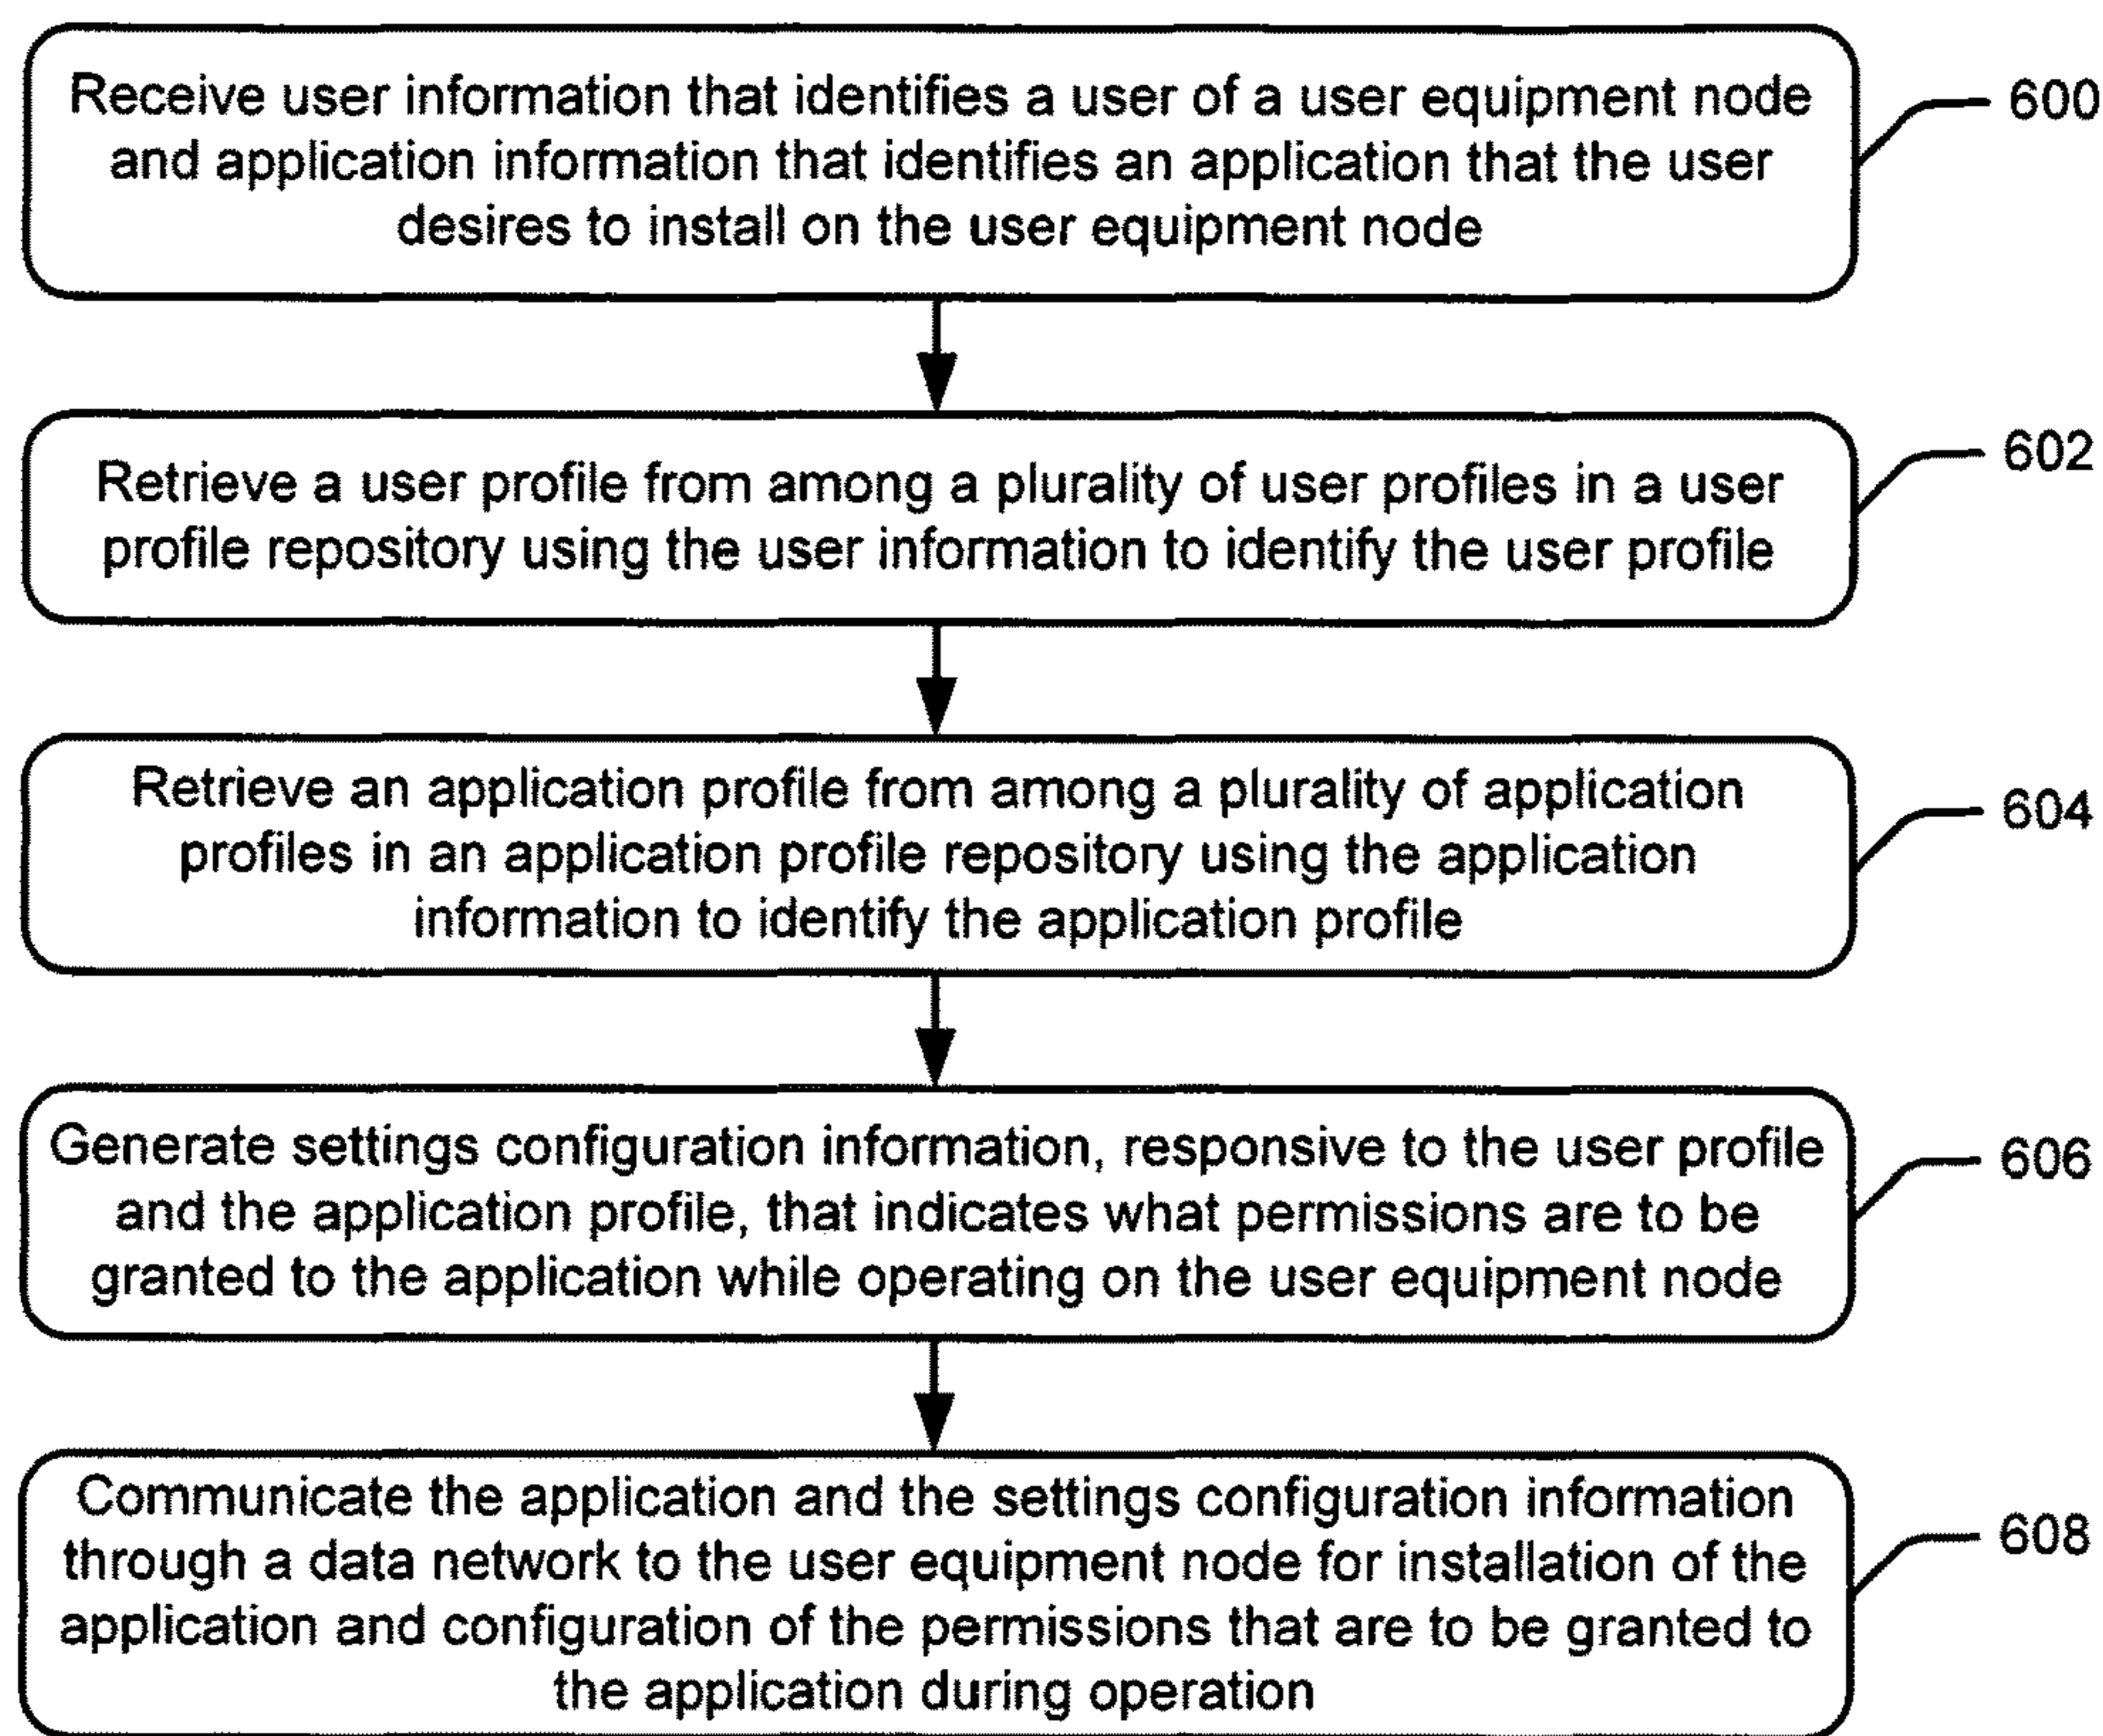 Receive user information that identifies a user of a user equipment node
and application information that identifies an application that the user
desires to install on the user equipment node
600
Retrieve a user profile from among a plurality of user profiles in a user
profile repository using the user information to identify the user profile
602
Retrieve an application profile from among a plurality of application
profiles in an application profile repository using the application
information to identify the application profile
604
Generate settings configuration information, responsive to the user profile
and the application profile, that indicates what permissions are to be
granted to the application while operating on the user equipment node
606
Communicate the application and the settings configuration information
through a data network to the user equipment node for installation of the
application and configuration of the permissions that are to be granted to
the application during operation
608